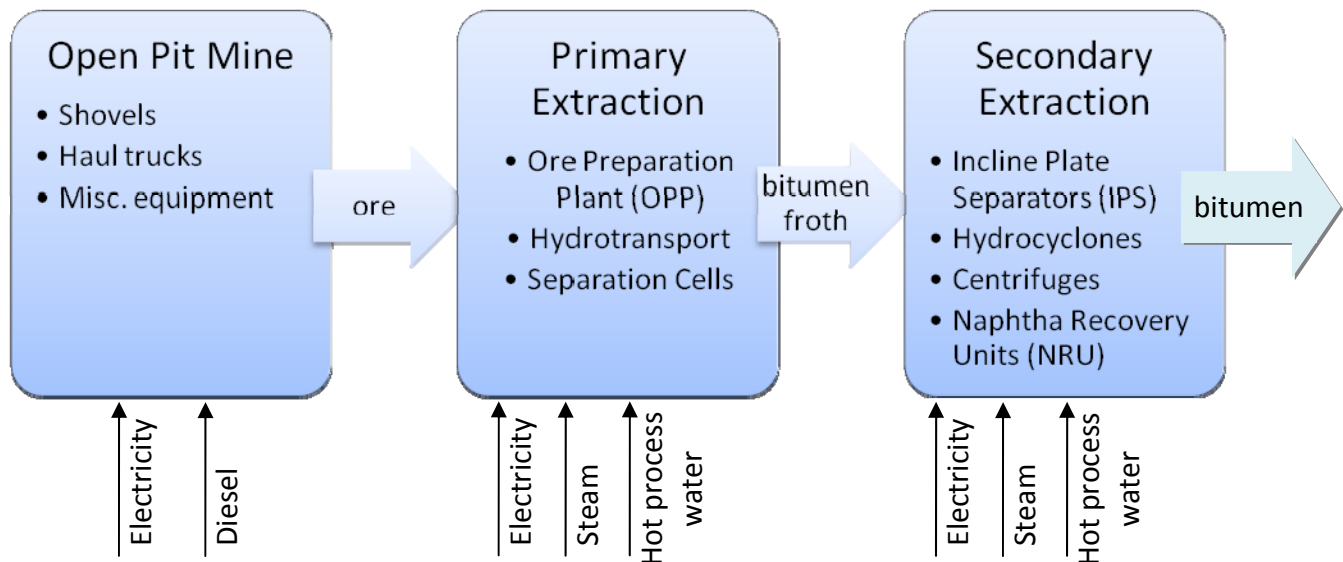 Open Pit Mine
• Shovels
• Haul trucks
• Misc. equipment
ore
Primary
Extraction
• Ore Preparation
Plant (OPP)
• Hydrotransport
• Separation Cells
bitumen
froth
Secondary
Extraction
• Incline Plate
Separators (IPS)
• Hydrocyclones
• Centrifuges
• Naphtha Recovery
Units (NRU)
bitumen
Electricity
Diesel
Electricity
Steam
Hot process
water
Electricity
Steam
Hot process
water